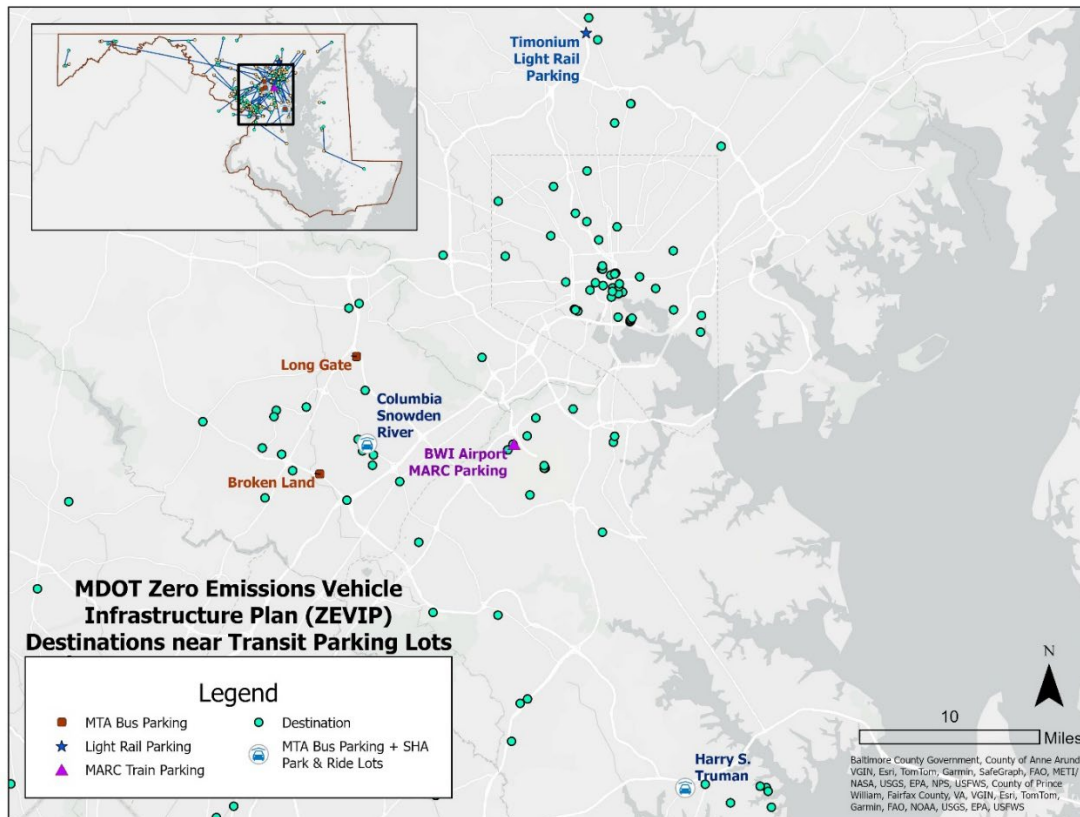 Timonium
Light Rail
Parking
Long Gate
Columbia
Snowden
River
BWI Airport
MARC Parking
Broken Land
MDOT Zero Emissions Vehicle
Infrastructure Plan (ZEVIP)
Destinations near Transit Parking Lots
Legend
MTA Bus Parking
Light Rail Parking
MARC Train Parking
Destination
MTA Bus Parking + SHA
Park & Ride Lots
Harry S.
Truman
N
10
Miles
Baltimore County Government, County of Anne Arund
VGIN, Esri, TomTom, Garmin, SafeGraph, FAO, METI/
NASA, USGS, EPA, NPS, USFWS, County of Prince
William, Fairfax County, VA, VGIN, Esri, TomTom,
Garmin, FAO, NOAA, USGS, EPA, USFWS